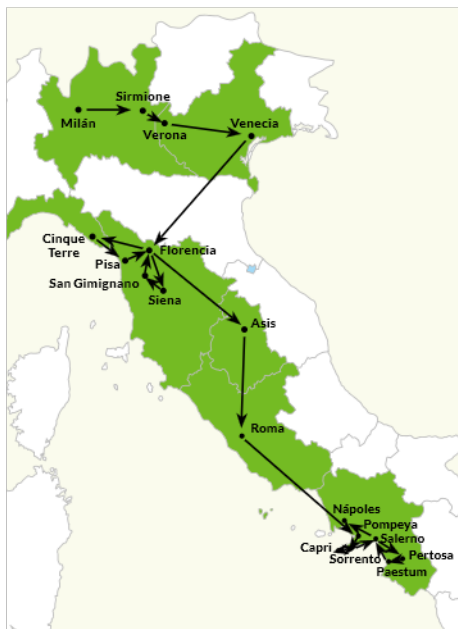 Sirmione
Milán
Verona
Venecia
Cinque
Terre
Florencia
Pisa
San Gimignano
Siena
Asis
Roma
Nápoles
Pompeya
Salerno
Capri
Sorrento
Pertosa
Paestum